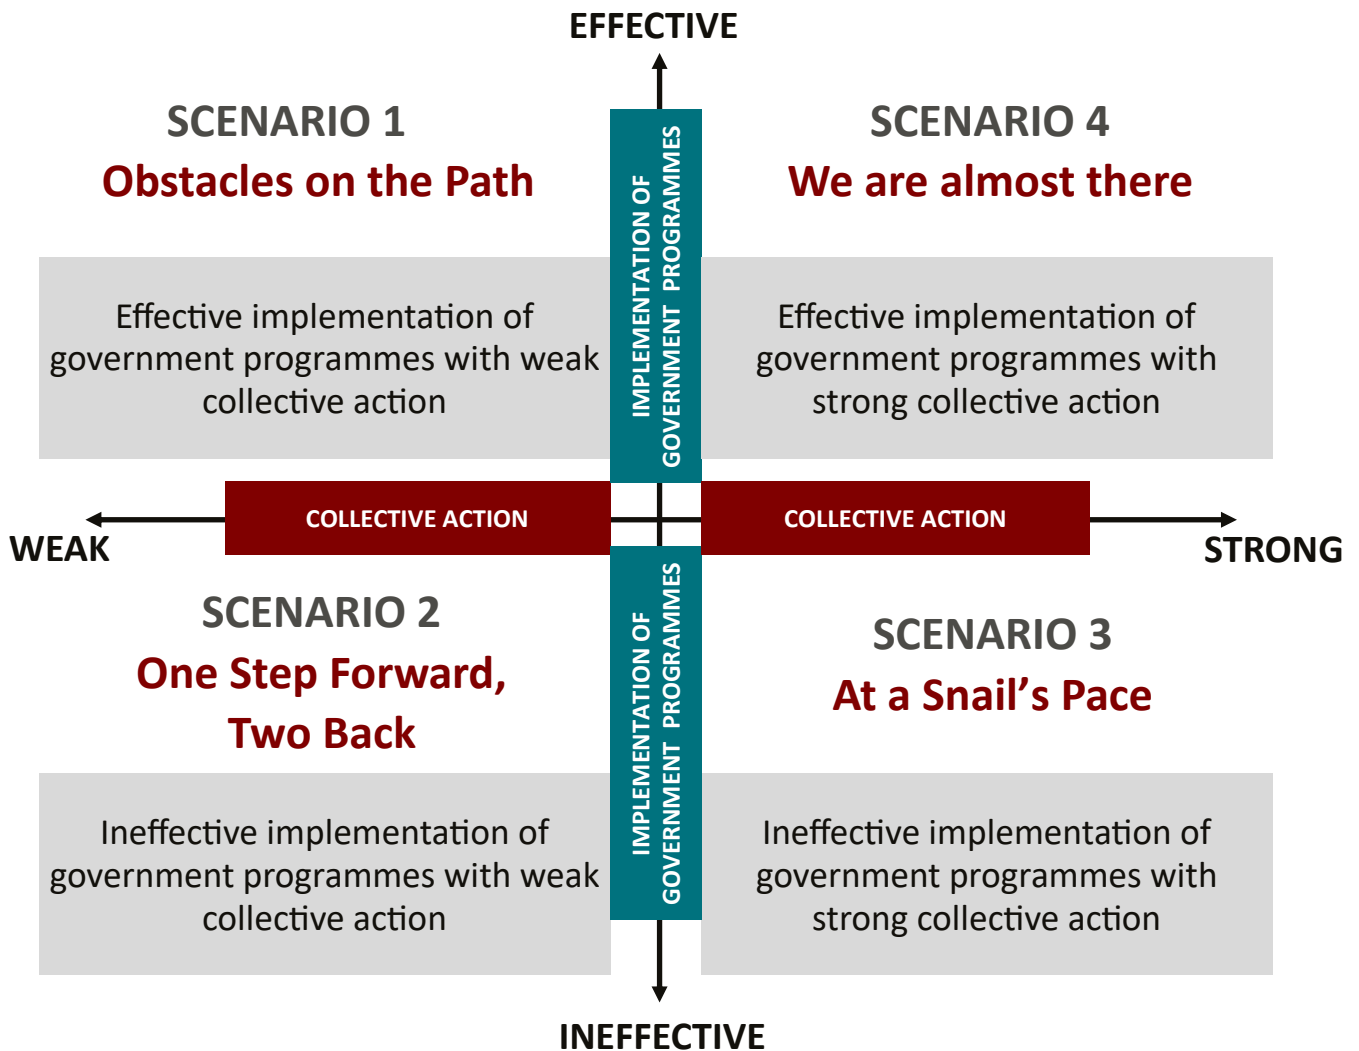 EFFECTIVE
SCENARIO 1
Obstacles on the Path
Effective implementation of
government programmes with weak
collective action
IMPLEMENTATION OF
GOVERNMENT PROGRAMMES
SCENARIO 4
We are almost there
Effective implementation of
government programmes with
strong collective action
WEAK
COLLECTIVE ACTION
COLLECTIVE ACTION
STRONG
SCENARIO 2
One Step Forward,
Two Back
Ineffective implementation of
government programmes with weak
collective action
IMPLEMENTATION OF
GOVERNMENT PROGRAMMES
SCENARIO 3
At a Snail’s Pace
Ineffective implementation of
government programmes with
strong collective action
INEFFECTIVE